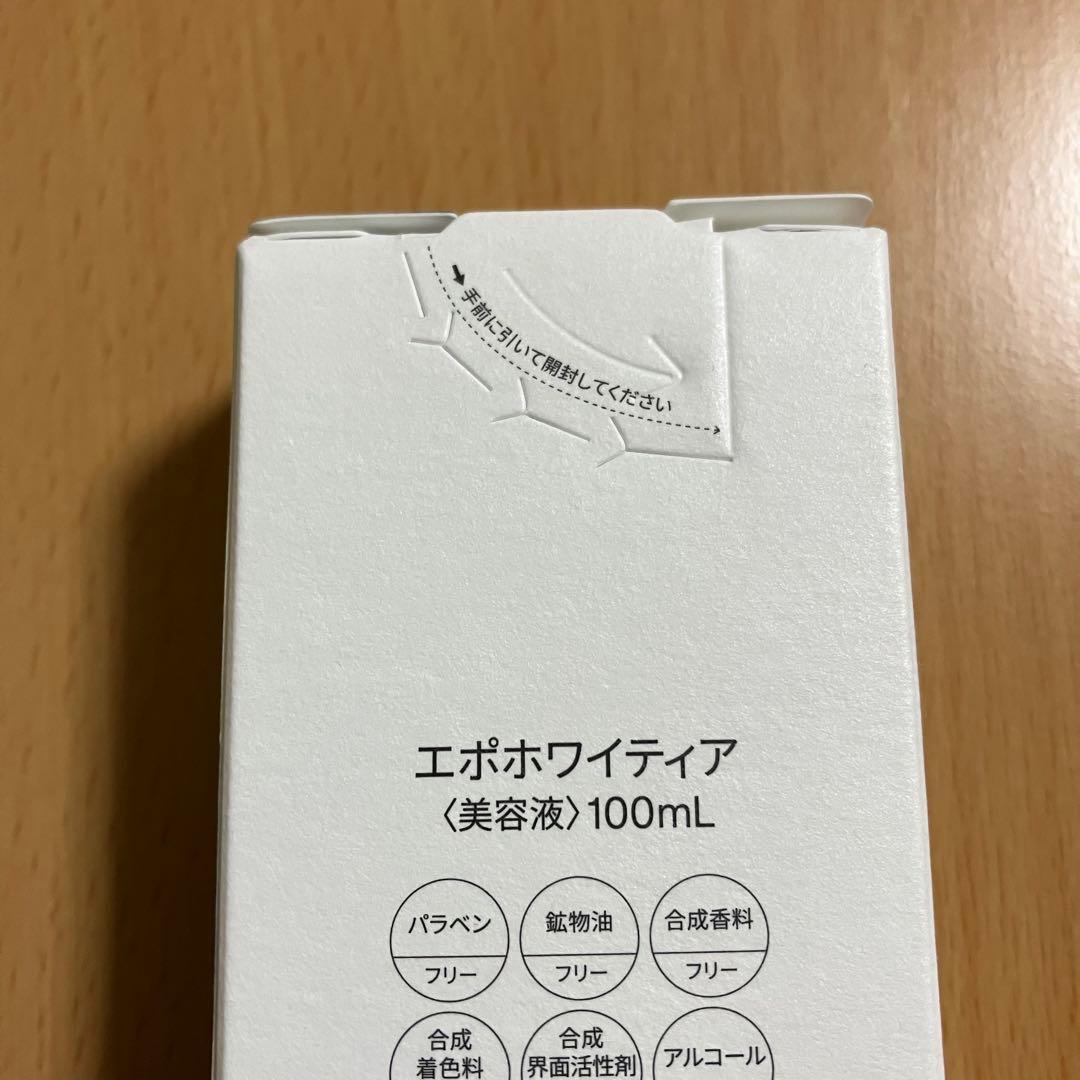 手前に引いて開封してください
エポホワイティア
〈美容液〉100mL
パラベン
フリー
鉱物油
フリー
合成香料
フリー
合成
着色料
合成
界面活性剤
アルコール